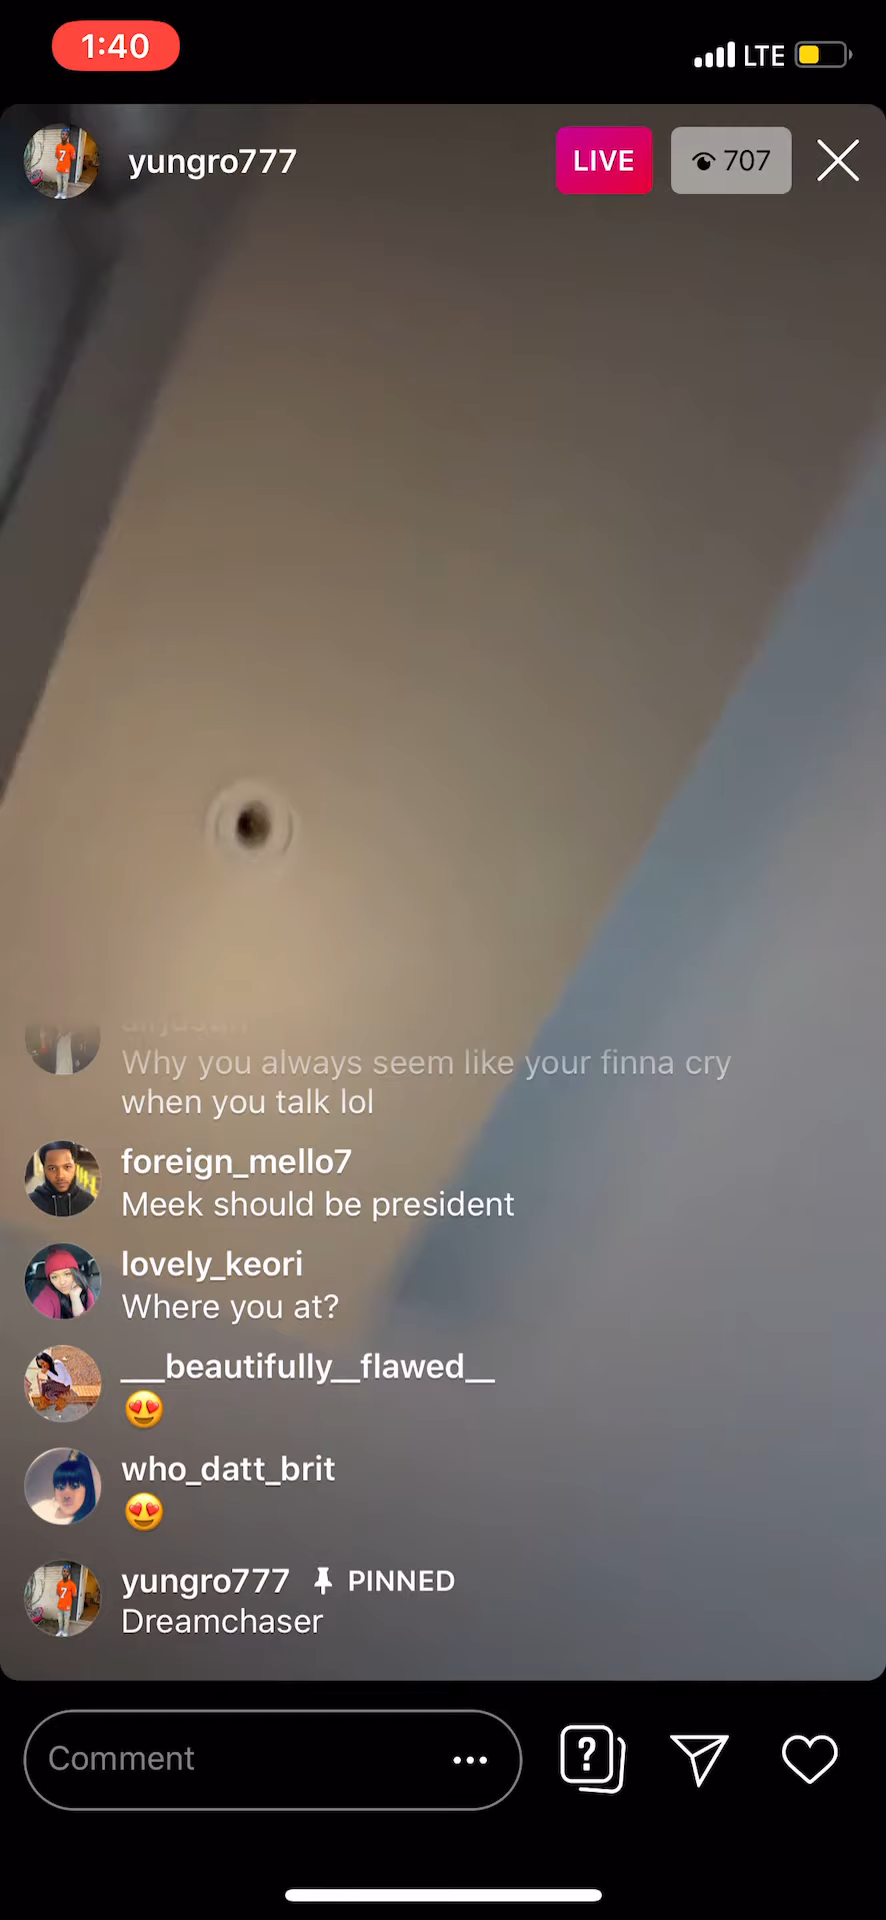 1:40
LTE
yungro777
LIVE
707
Why you always seem like your finna cry
when you talk lol
foreign_mello7
Meek should be president
lovely_keori
Where you at?
___beautifully__flawed__
😍
who_datt_brit
😍
yungro777 PINNED
Dreamchaser
Comment